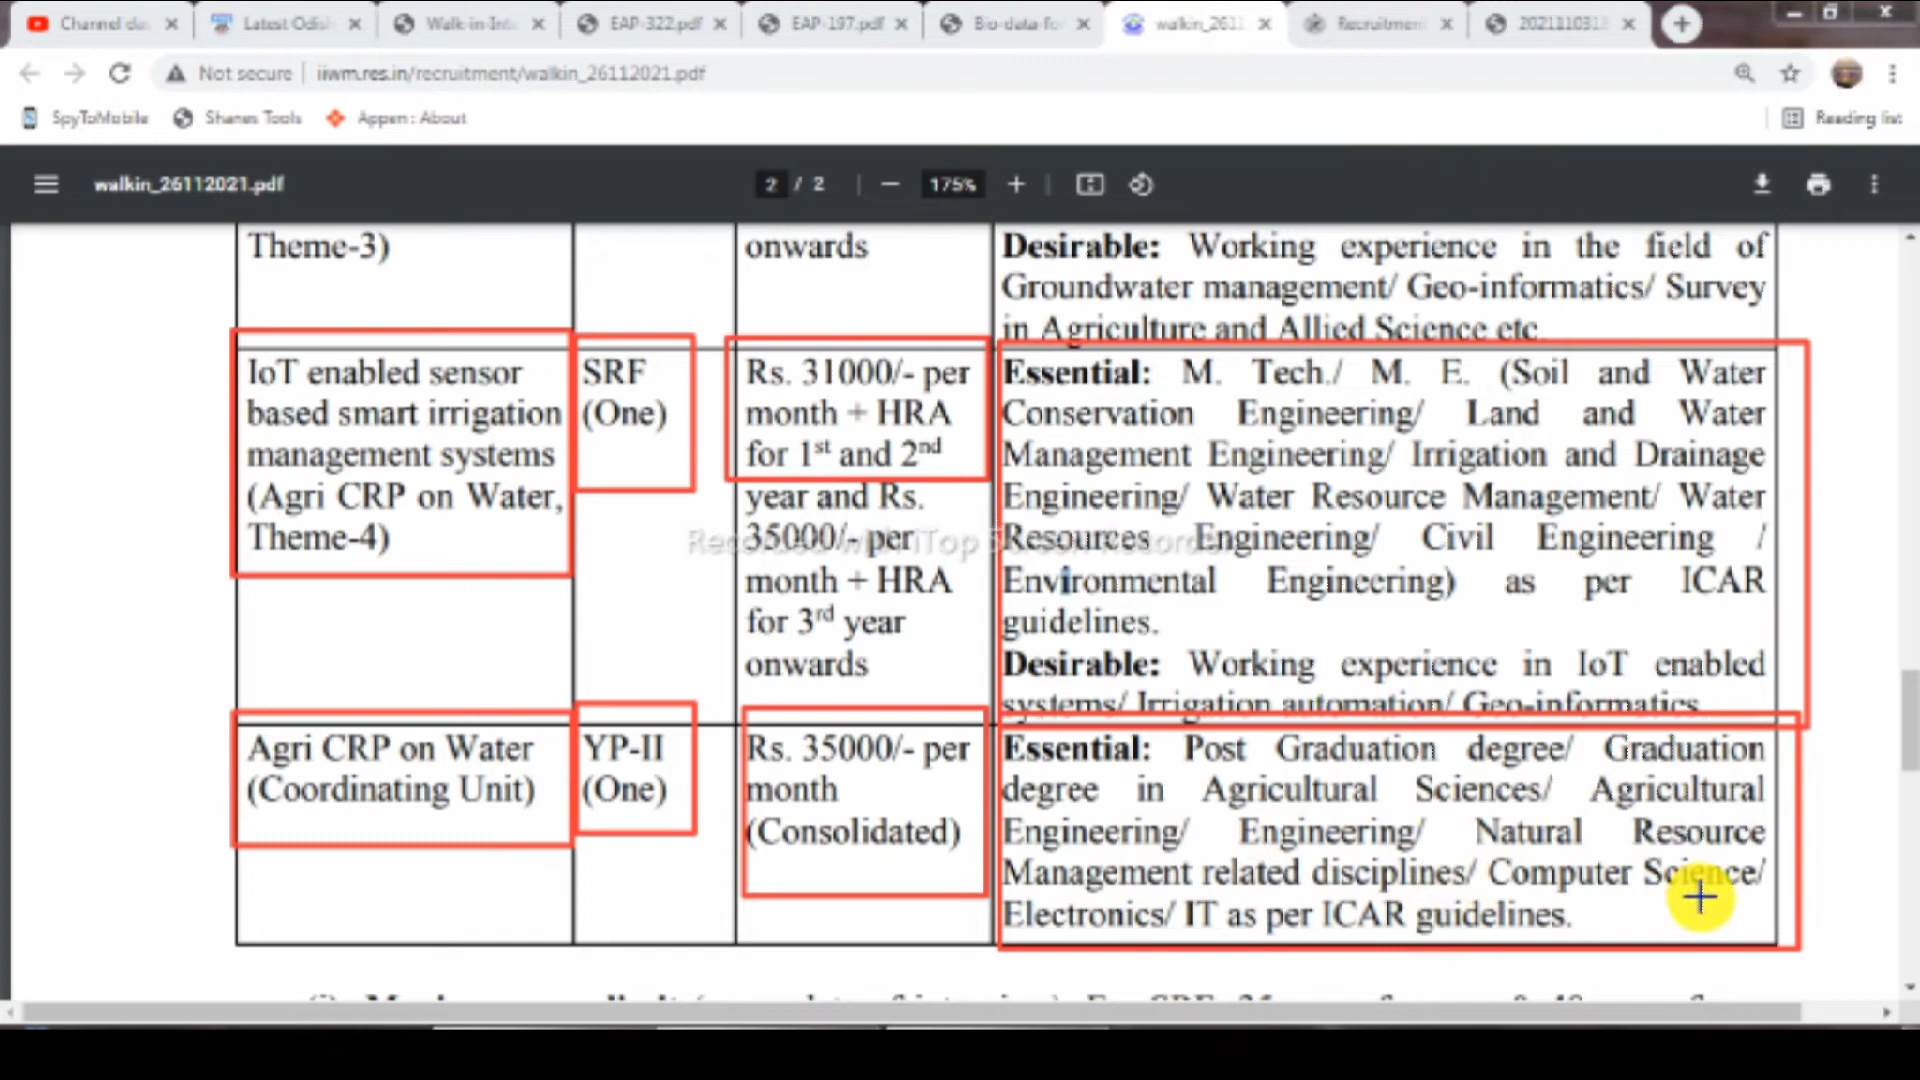 Channel da
Latest Odis
Walk-in-Int
EAP-322.pdf
EAP-197.pdf
Bio-data-fo
walkin_261
Recruitmen
2021110318
Not secure
iiwm.res.in/recruitment/walkin_26112021.pdf
SpyToMobile
Shares Tools
Appen : About
Reading list
walkin_26112021.pdf
2 / 2
175%
Theme-3)
onwards
Desirable: Working experience in the field of
Groundwater management/ Geo-informatics/ Survey
in Agriculture and Allied Science etc
IoT enabled sensor
based smart irrigation
management systems
(Agri CRP on Water,
Theme-4)
SRF
(One)
Rs. 31000/- per
month + HRA
for 1st and 2nd
year and Rs.
35000/- per
month + HRA
for 3rd year
onwards
Essential: M. Tech./ M. E. (Soil and Water
Conservation Engineering/ Land and Water
Management Engineering/ Irrigation and Drainage
Engineering/ Water Resource Management/ Water
Resources Engineering/ Civil Engineering /
Environmental Engineering) as per ICAR
guidelines.
Desirable: Working experience in IoT enabled
systems/ Irrigation automation/ Geo-informatics
Agri CRP on Water
(Coordinating Unit)
YP-II
(One)
Rs. 35000/- per
month
(Consolidated)
Essential: Post Graduation degree/ Graduation
degree in Agricultural Sciences/ Agricultural
Engineering/ Engineering/ Natural Resource
Management related disciplines/ Computer Science/
Electronics/ IT as per ICAR guidelines.
Recorded with iTop Screen Recorder